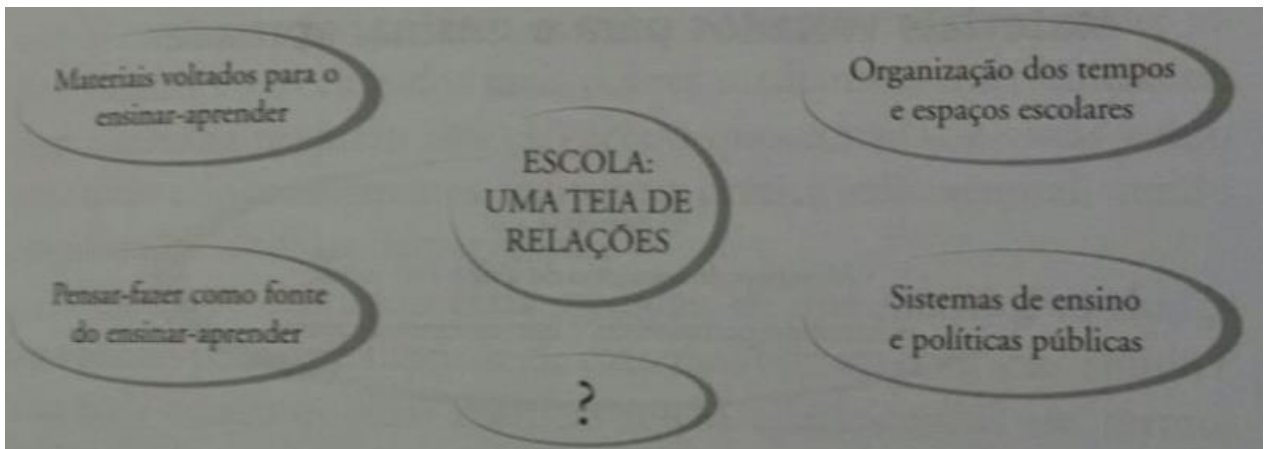 Materiais voltados para o
ensinar-aprender
Organização dos tempos
e espaços escolares
ESCOLA:
UMA TEIA DE
RELAÇÕES
Pensar-fazer como fonte
do ensinar-aprender
Sistemas de ensino
e políticas públicas
?